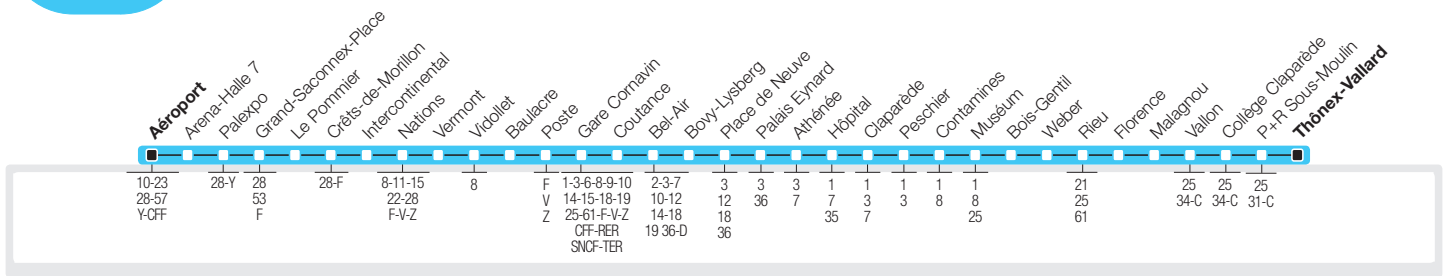 Aéroport
Arena-Halle 7
Palexpo
Grand-Saconnex-Place
Le Pommier
Crêts-de-Morillon
Intercontinental
Nations
Vermont
Vidollet
Baulacre
Poste
Gare Cornavin
Coutance
Bel-Air
Bovy-Lysberg
Place de Neuve
Palais Eynard
Athénée
Hôpital
Claparède
Peschier
Contamines
Muséum
Bois-Gentil
Weber
Rieu
Florence
Malagnou
Vallon
Collège Claparède
P+R Sous-Moulin
Thônex-Vallard
10-23
28-57
Y-CFF
28-Y
28
53
F
28-F
8-11-15
22-28
F-V-Z
8
F
V
Z
1-3-6-8-9-10
14-15-18-19
25-61-F-V-Z
CFF-RER
SNCF-TER
2-3-7
10-12
14-18
19 36-D
3
12
18
36
3
36
3
7
1
7
35
1
3
7
1
3
1
8
1
8
25
21
25
61
25
34-C
25
34-C
25
31-C